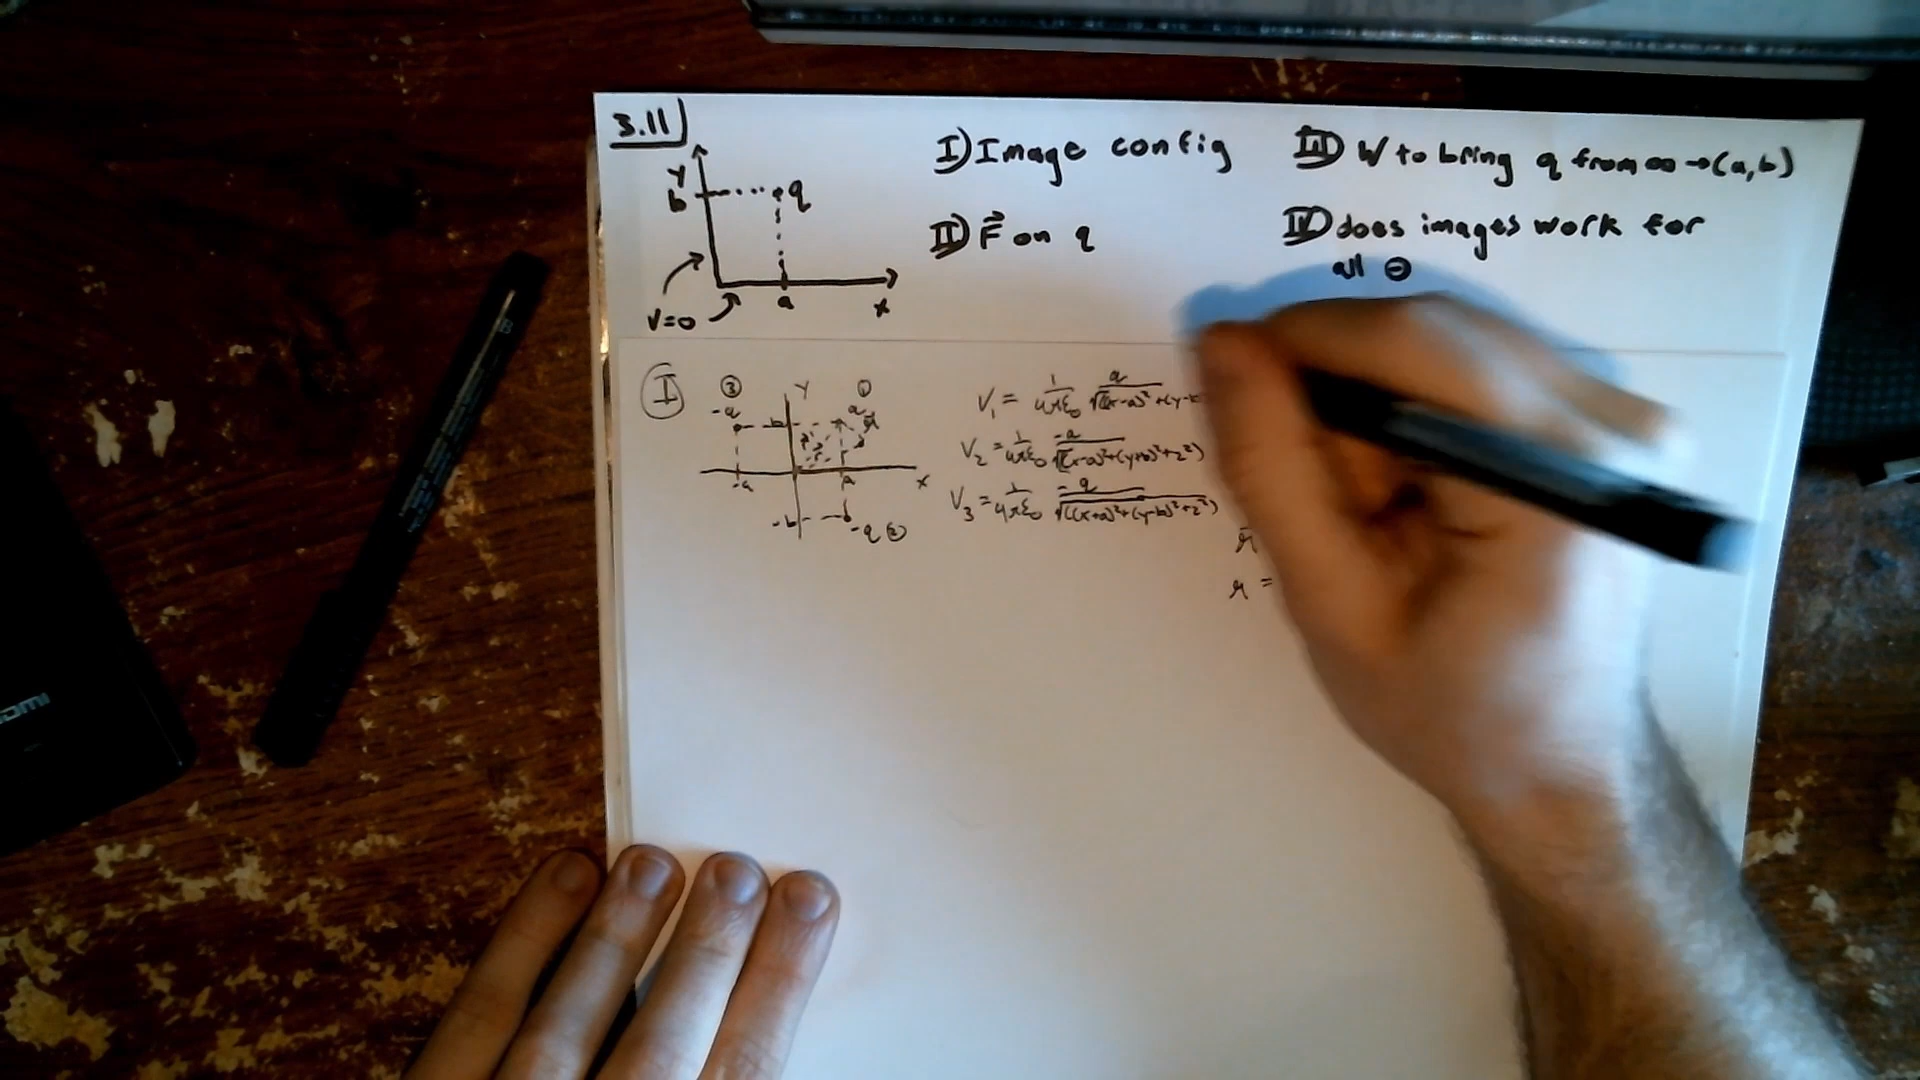 3.11
I) Image config
III) W to bring q from ∞→(a,b)
y
b
q
II) F⃗ on q
IV) does images work for
all Θ
a
x
V=0
I
③ y ①
-q b q
-a a x
-b -q ②
V₁ = 1/4πε₀ q/√((x-a)²+(y-b
V₂ = 1/4πε₀ -q/√((x-a)²+(y+b)²+z²)
V₃ = 1/4πε₀ -q/√((x+a)²+(y-b)²+z²)
r =